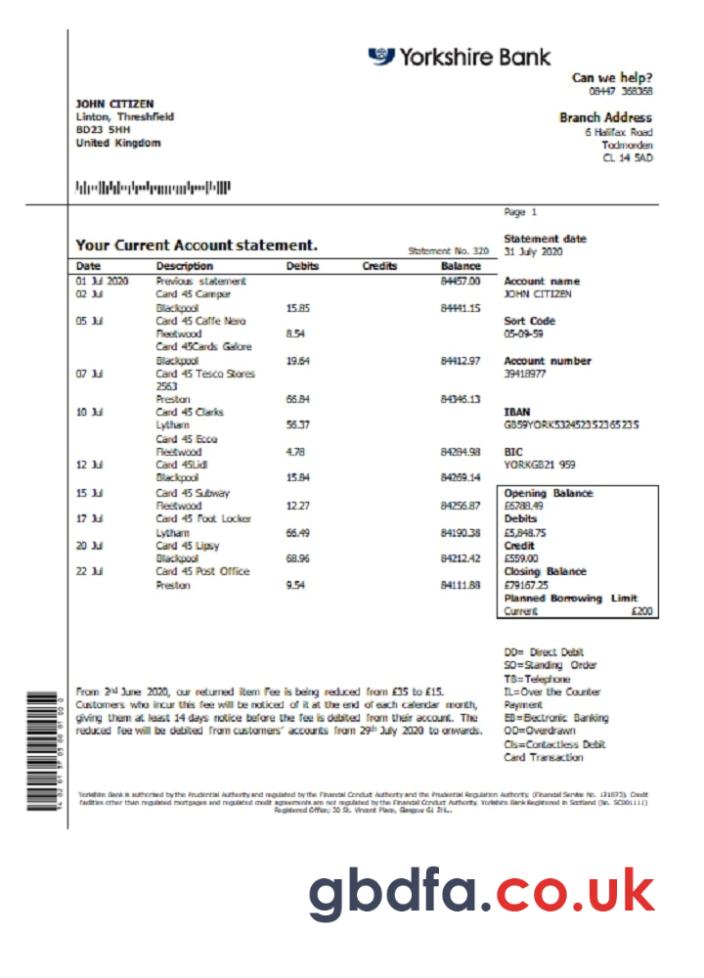 Yorkshire Bank
Can we help?
08447 368368
JOHN CITIZEN
Linton, Threshfield
BD23 5HH
United Kingdom
Branch Address
6 Halifax Road
Todmorden
CL 14 5AD
Page 1
Your Current Account statement.
Statement No. 320
Statement date
31 July 2020
Date Description Debits Credits Balance
01 Jul 2020 Previous statement 84457.00
02 Jul Card 45 Camper
Blackpool 15.85 84441.15
05 Jul Card 45 Caffe Nero
Fleetwood 8.54
Card 45Cards Galore
Blackpool 19.64 84412.97
07 Jul Card 45 Tesco Stores
2563
Preston 66.84 84346.13
10 Jul Card 45 Clarks
Lytham 56.37
Card 45 Ecco
Fleetwood 4.78 84284.98
12 Jul Card 45Lidl
Blackpool 15.84 84269.14
15 Jul Card 45 Subway
Fleetwood 12.27 84256.87
17 Jul Card 45 Foot Locker
Lytham 66.49 84190.38
20 Jul Card 45 Lipsy
Blackpool 68.96 84212.42
22 Jul Card 45 Post Office
Preston 9.54 84111.88
Account name
JOHN CITIZEN
Sort Code
05-09-59
Account number
39418977
IBAN
GB59YORK532452352365235
BIC
YORKGB21 959
Opening Balance
£6788.49
Debits
£5,848.75
Credit
£559.00
Closing Balance
£79167.25
Planned Borrowing Limit
Current £200
DD= Direct Debit
SO=Standing Order
TB=Telephone
IL=Over the Counter
Payment
EB=Electronic Banking
OD=Overdrawn
Cls=Contactless Debit
Card Transaction
From 2nd June 2020, our returned item Fee is being reduced from £35 to £15.
Customers who incur this fee will be noticed of it at the end of each calendar month,
giving them at least 14 days notice before the fee is debited from their account. The
reduced fee will be debited from customers' accounts from 29th July 2020 to onwards.
Yorkshire Bank is authorised by the Prudential Authority and regulated by the Financial Conduct Authority and the Prudential Regulation Authority. (Financial Service No. 121873). Credit
facilities other than regulated mortgages and regulated credit agreements are not regulated by the Financial Conduct Authority. Yorkshire Bank Registered in Scotland (No. SC001111)
Registered Office; 30 St. Vincent Place, Glasgow G1
gbdfa.co.uk